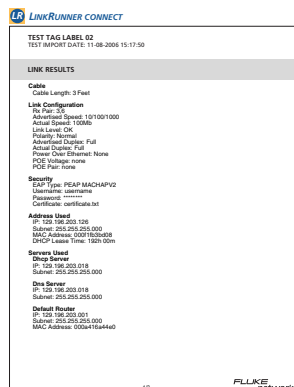 LR LINKRUNNER CONNECT
TEST TAG LABEL 02
TEST IMPORT DATE: 11-08-2006 15:17:50
LINK RESULTS
Cable
Cable Length: 3 Feet
Link Configuration
Rx Pair: 3,6
Advertised Speed: 10/100/1000
Actual Speed: 100Mb
Link Level: OK
Polarity: Normal
Advertised Duplex: Full
Actual Duplex: Full
Power Over Ethernet: None
POE Voltage: none
POE Pair: none
Security
EAP Type: PEAP MACHAPV2
Username: username
Password: ********
Certificate: certificate.txt
Address Used
IP: 129.196.203.126
Subnet: 255.255.255.000
MAC Address: 000f1fb3bd08
DHCP Lease Time: 192h 00m
Servers Used
Dhcp Server
IP: 129.196.203.018
Subnet: 255.255.255.000
Dns Server
IP: 129.196.203.018
Subnet: 255.255.255.000
Default Router
IP: 129.196.203.001
Subnet: 255.255.255.000
MAC Address: 000a416a44e0
FLUKE